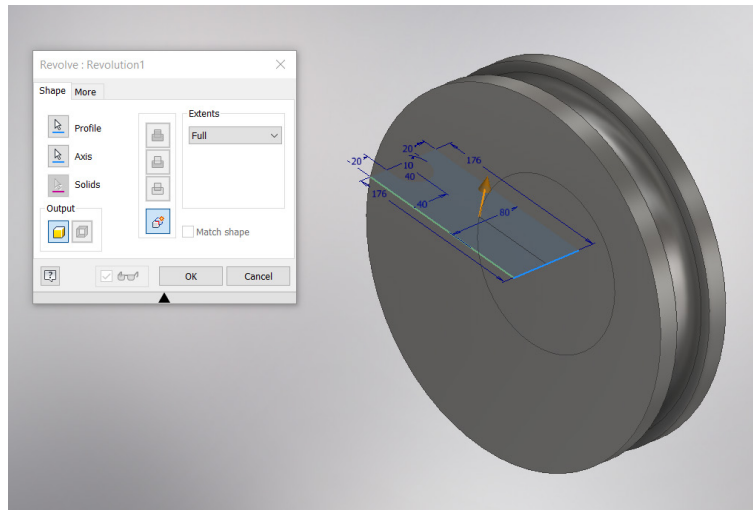 Revolve : Revolution1
Shape More
Profile
Axis
Solids
Output
Extents
Full
Match shape
OK Cancel
20
176
20
10
40
176
40
80